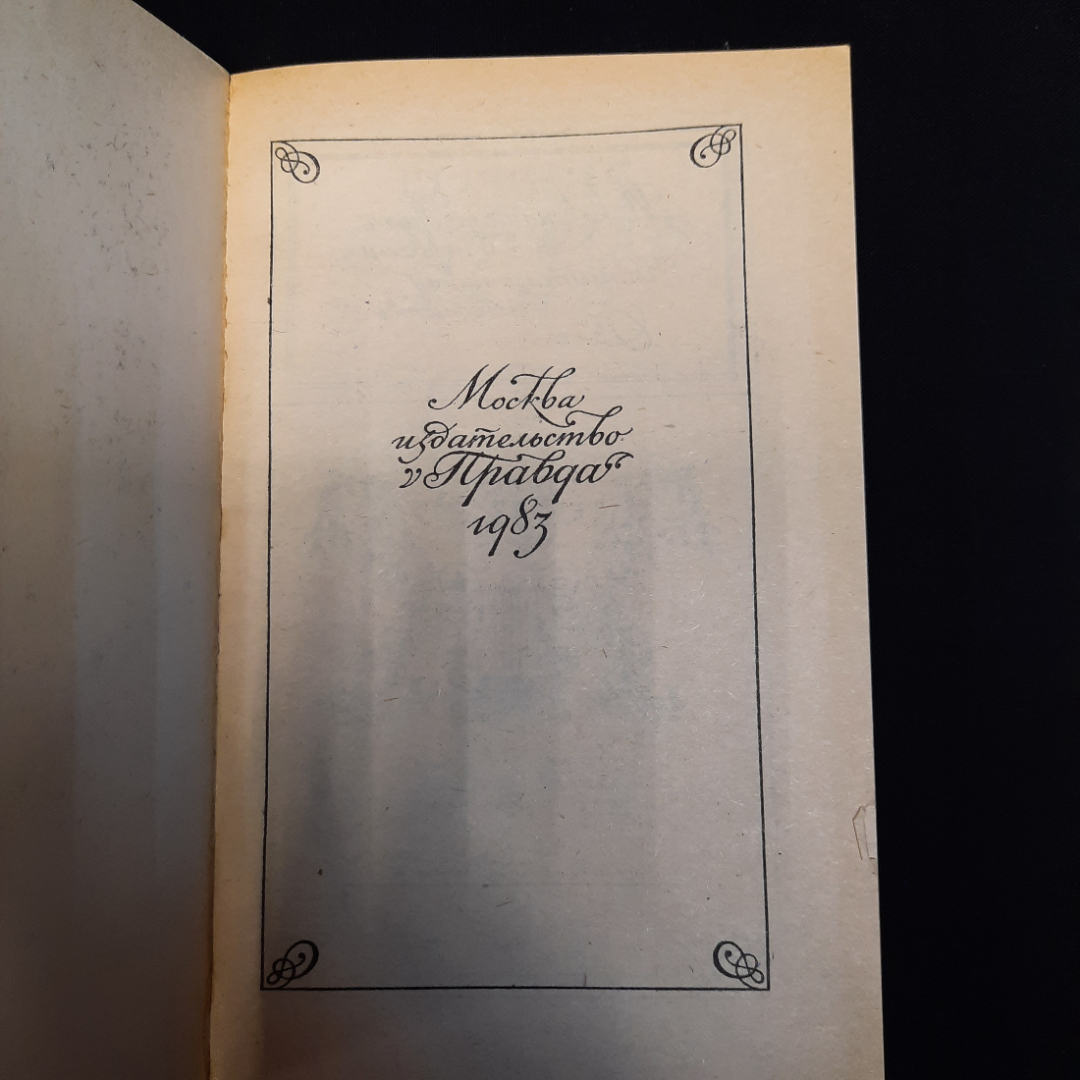 Москва
издательство
„Правда“
1983